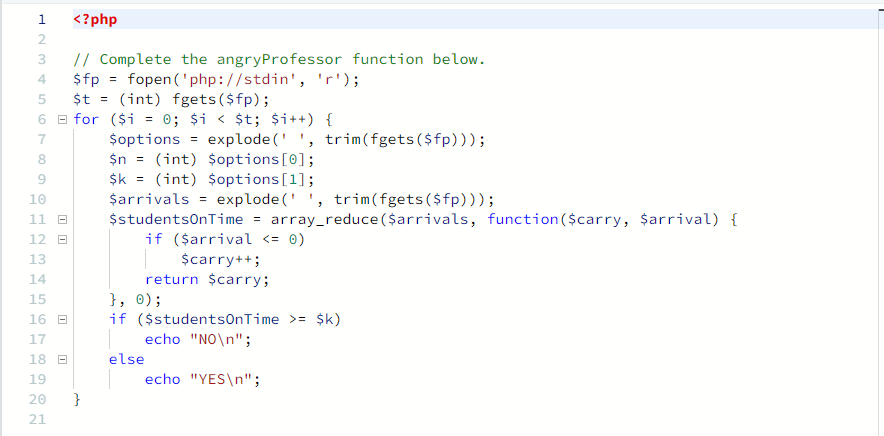 1 <?php
2
3 // Complete the angryProfessor function below.
4 $fp = fopen('php://stdin', 'r');
5 $t = (int) fgets($fp);
6 for ($i = 0; $i < $t; $i++) {
7     $options = explode(' ', trim(fgets($fp)));
8     $n = (int) $options[0];
9     $k = (int) $options[1];
10     $arrivals = explode(' ', trim(fgets($fp)));
11     $studentsOnTime = array_reduce($arrivals, function($carry, $arrival) {
12         if ($arrival <= 0)
13             $carry++;
14         return $carry;
15     }, 0);
16     if ($studentsOnTime >= $k)
17         echo "NO\n";
18     else
19         echo "YES\n";
20 }
21